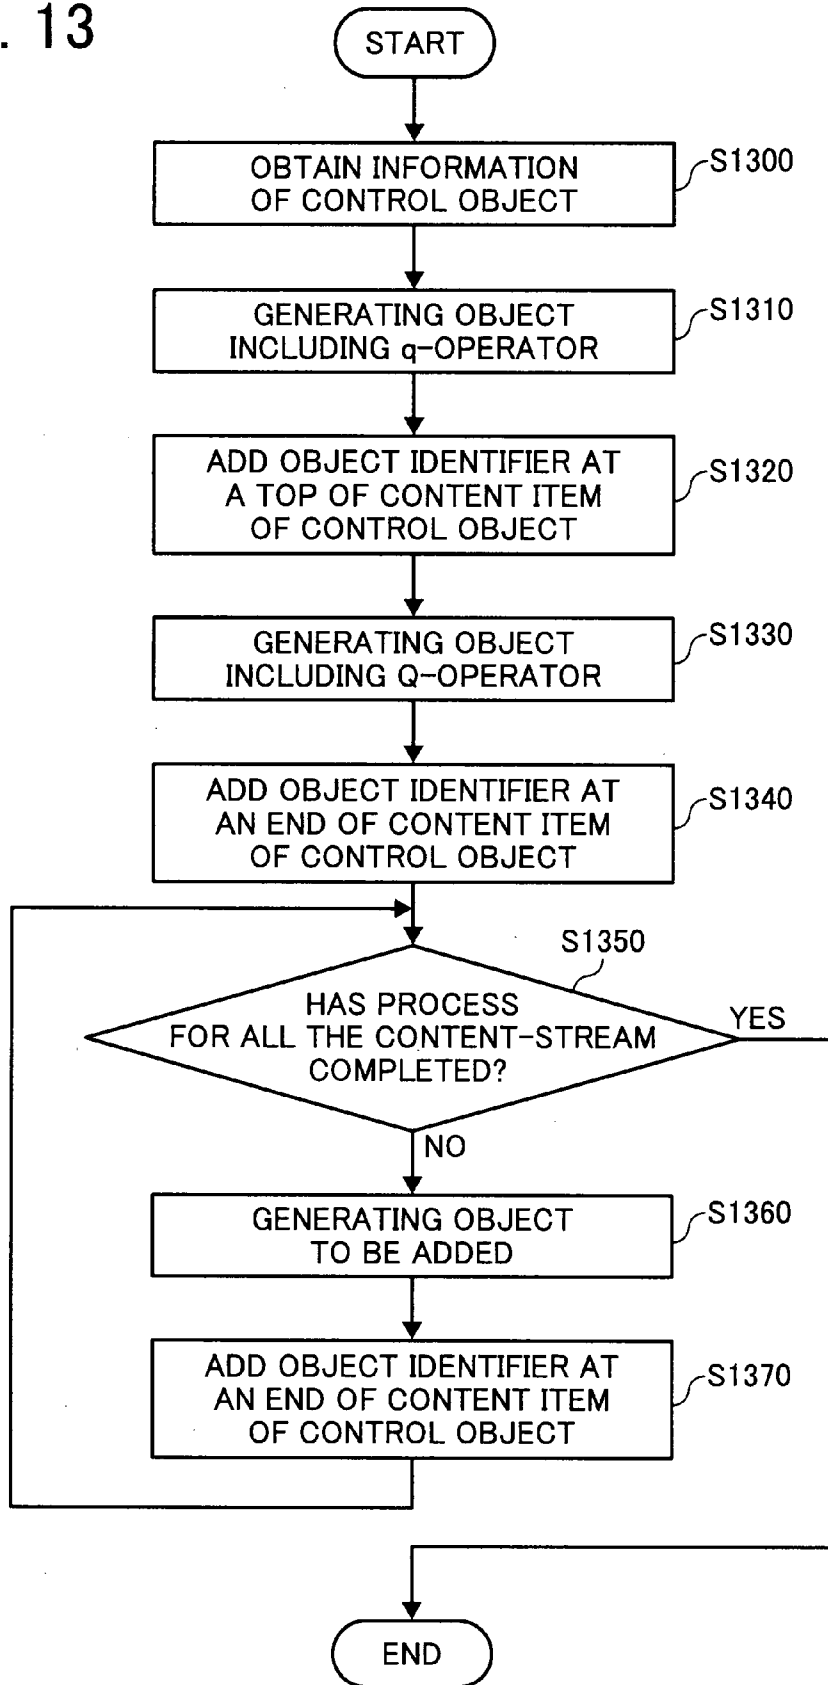 . 13
START
OBTAIN INFORMATION
OF CONTROL OBJECT
S1300
GENERATING OBJECT
INCLUDING q-OPERATOR
S1310
ADD OBJECT IDENTIFIER AT
A TOP OF CONTENT ITEM
OF CONTROL OBJECT
S1320
GENERATING OBJECT
INCLUDING Q-OPERATOR
S1330
ADD OBJECT IDENTIFIER AT
AN END OF CONTENT ITEM
OF CONTROL OBJECT
S1340
S1350
HAS PROCESS
FOR ALL THE CONTENT-STREAM
COMPLETED?
YES
NO
GENERATING OBJECT
TO BE ADDED
S1360
ADD OBJECT IDENTIFIER AT
AN END OF CONTENT ITEM
OF CONTROL OBJECT
S1370
END